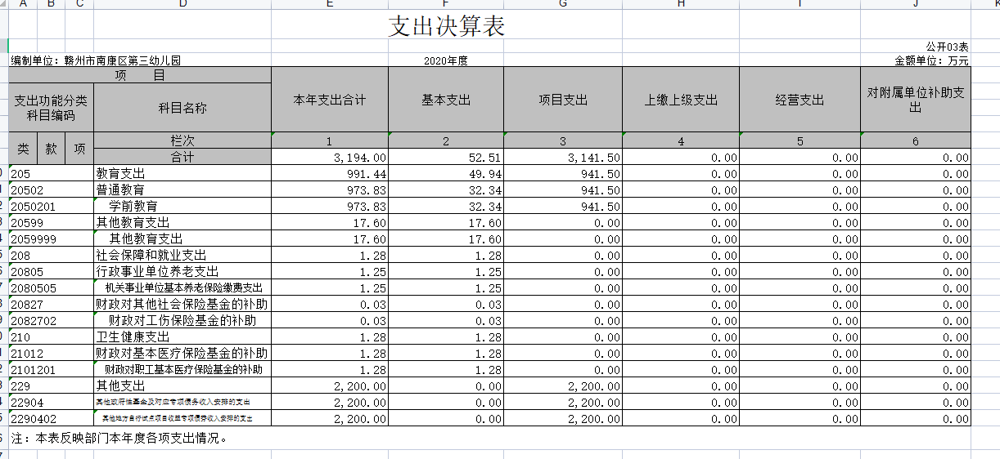 A B C D E F G H I J
支出决算表
公开03表
编制单位：赣州市南康区第三幼儿园 2020年度 金额单位：万元
项 目 本年支出合计 基本支出 项目支出 上缴上级支出 经营支出 对附属单位补助支出
支出功能分类科目编码 科目名称
类 款 项 栏次 1 2 3 4 5 6
合计 3,194.00 52.51 3,141.50 0.00 0.00 0.00
205 教育支出 991.44 49.94 941.50 0.00 0.00 0.00
20502 普通教育 973.83 32.34 941.50 0.00 0.00 0.00
2050201 学前教育 973.83 32.34 941.50 0.00 0.00 0.00
20599 其他教育支出 17.60 17.60 0.00 0.00 0.00 0.00
2059999 其他教育支出 17.60 17.60 0.00 0.00 0.00 0.00
208 社会保障和就业支出 1.28 1.28 0.00 0.00 0.00 0.00
20805 行政事业单位养老支出 1.25 1.25 0.00 0.00 0.00 0.00
2080505 机关事业单位基本养老保险缴费支出 1.25 1.25 0.00 0.00 0.00 0.00
20827 财政对其他社会保险基金的补助 0.03 0.03 0.00 0.00 0.00 0.00
2082702 财政对工伤保险基金的补助 0.03 0.03 0.00 0.00 0.00 0.00
210 卫生健康支出 1.28 1.28 0.00 0.00 0.00 0.00
21012 财政对基本医疗保险基金的补助 1.28 1.28 0.00 0.00 0.00 0.00
2101201 财政对职工基本医疗保险基金的补助 1.28 1.28 0.00 0.00 0.00 0.00
229 其他支出 2,200.00 0.00 2,200.00 0.00 0.00 0.00
22904 其他政府性基金及对应专项债务收入安排的支出 2,200.00 0.00 2,200.00 0.00 0.00 0.00
2290402 其他地方自行试点项目收益专项债券收入安排的支出 2,200.00 0.00 2,200.00 0.00 0.00 0.00
注：本表反映部门本年度各项支出情况。